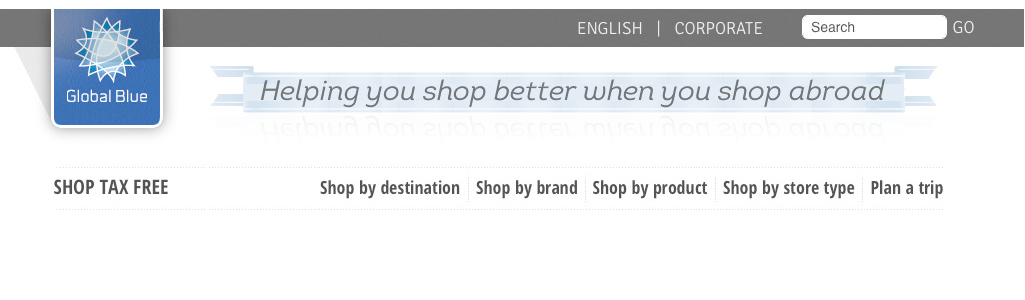 ENGLISH | CORPORATE Search GO
Global Blue
Helping you shop better when you shop abroad
SHOP TAX FREE Shop by destination Shop by brand Shop by product Shop by store type Plan a trip